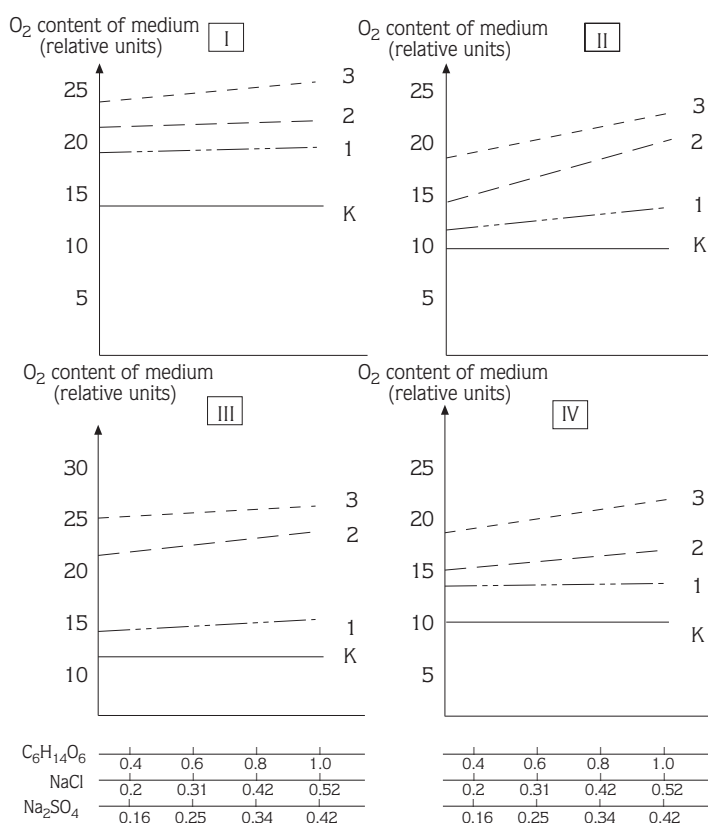 O₂ content of medium
(relative units)
I
25
20
15
10
5
3
2
1
K
O₂ content of medium
(relative units)
II
25
20
15
10
5
3
2
1
K
O₂ content of medium
(relative units)
III
30
25
20
15
10
3
2
1
K
O₂ content of medium
(relative units)
IV
25
20
15
10
5
3
2
1
K
C₆H₁₄O₆ 0.4 0.6 0.8 1.0
NaCl 0.2 0.31 0.42 0.52
Na₂SO₄ 0.16 0.25 0.34 0.42
0.4 0.6 0.8 1.0
0.2 0.31 0.42 0.52
0.16 0.25 0.34 0.42